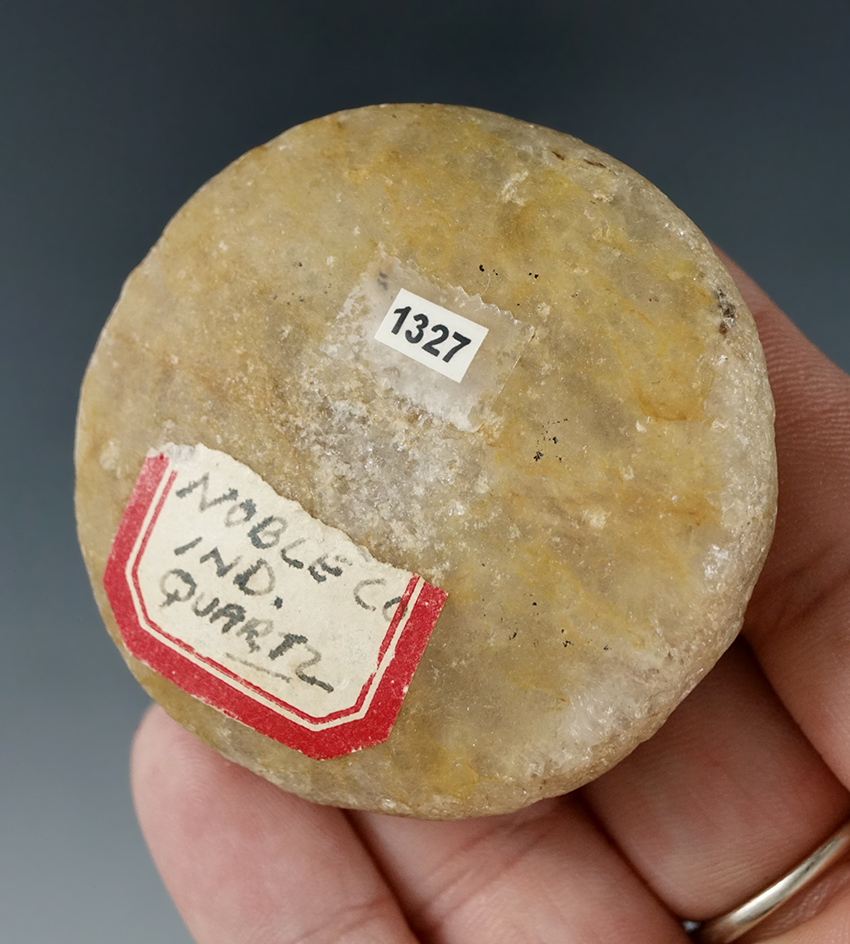 1327
NOBLE CO
IND.
QUARTZ